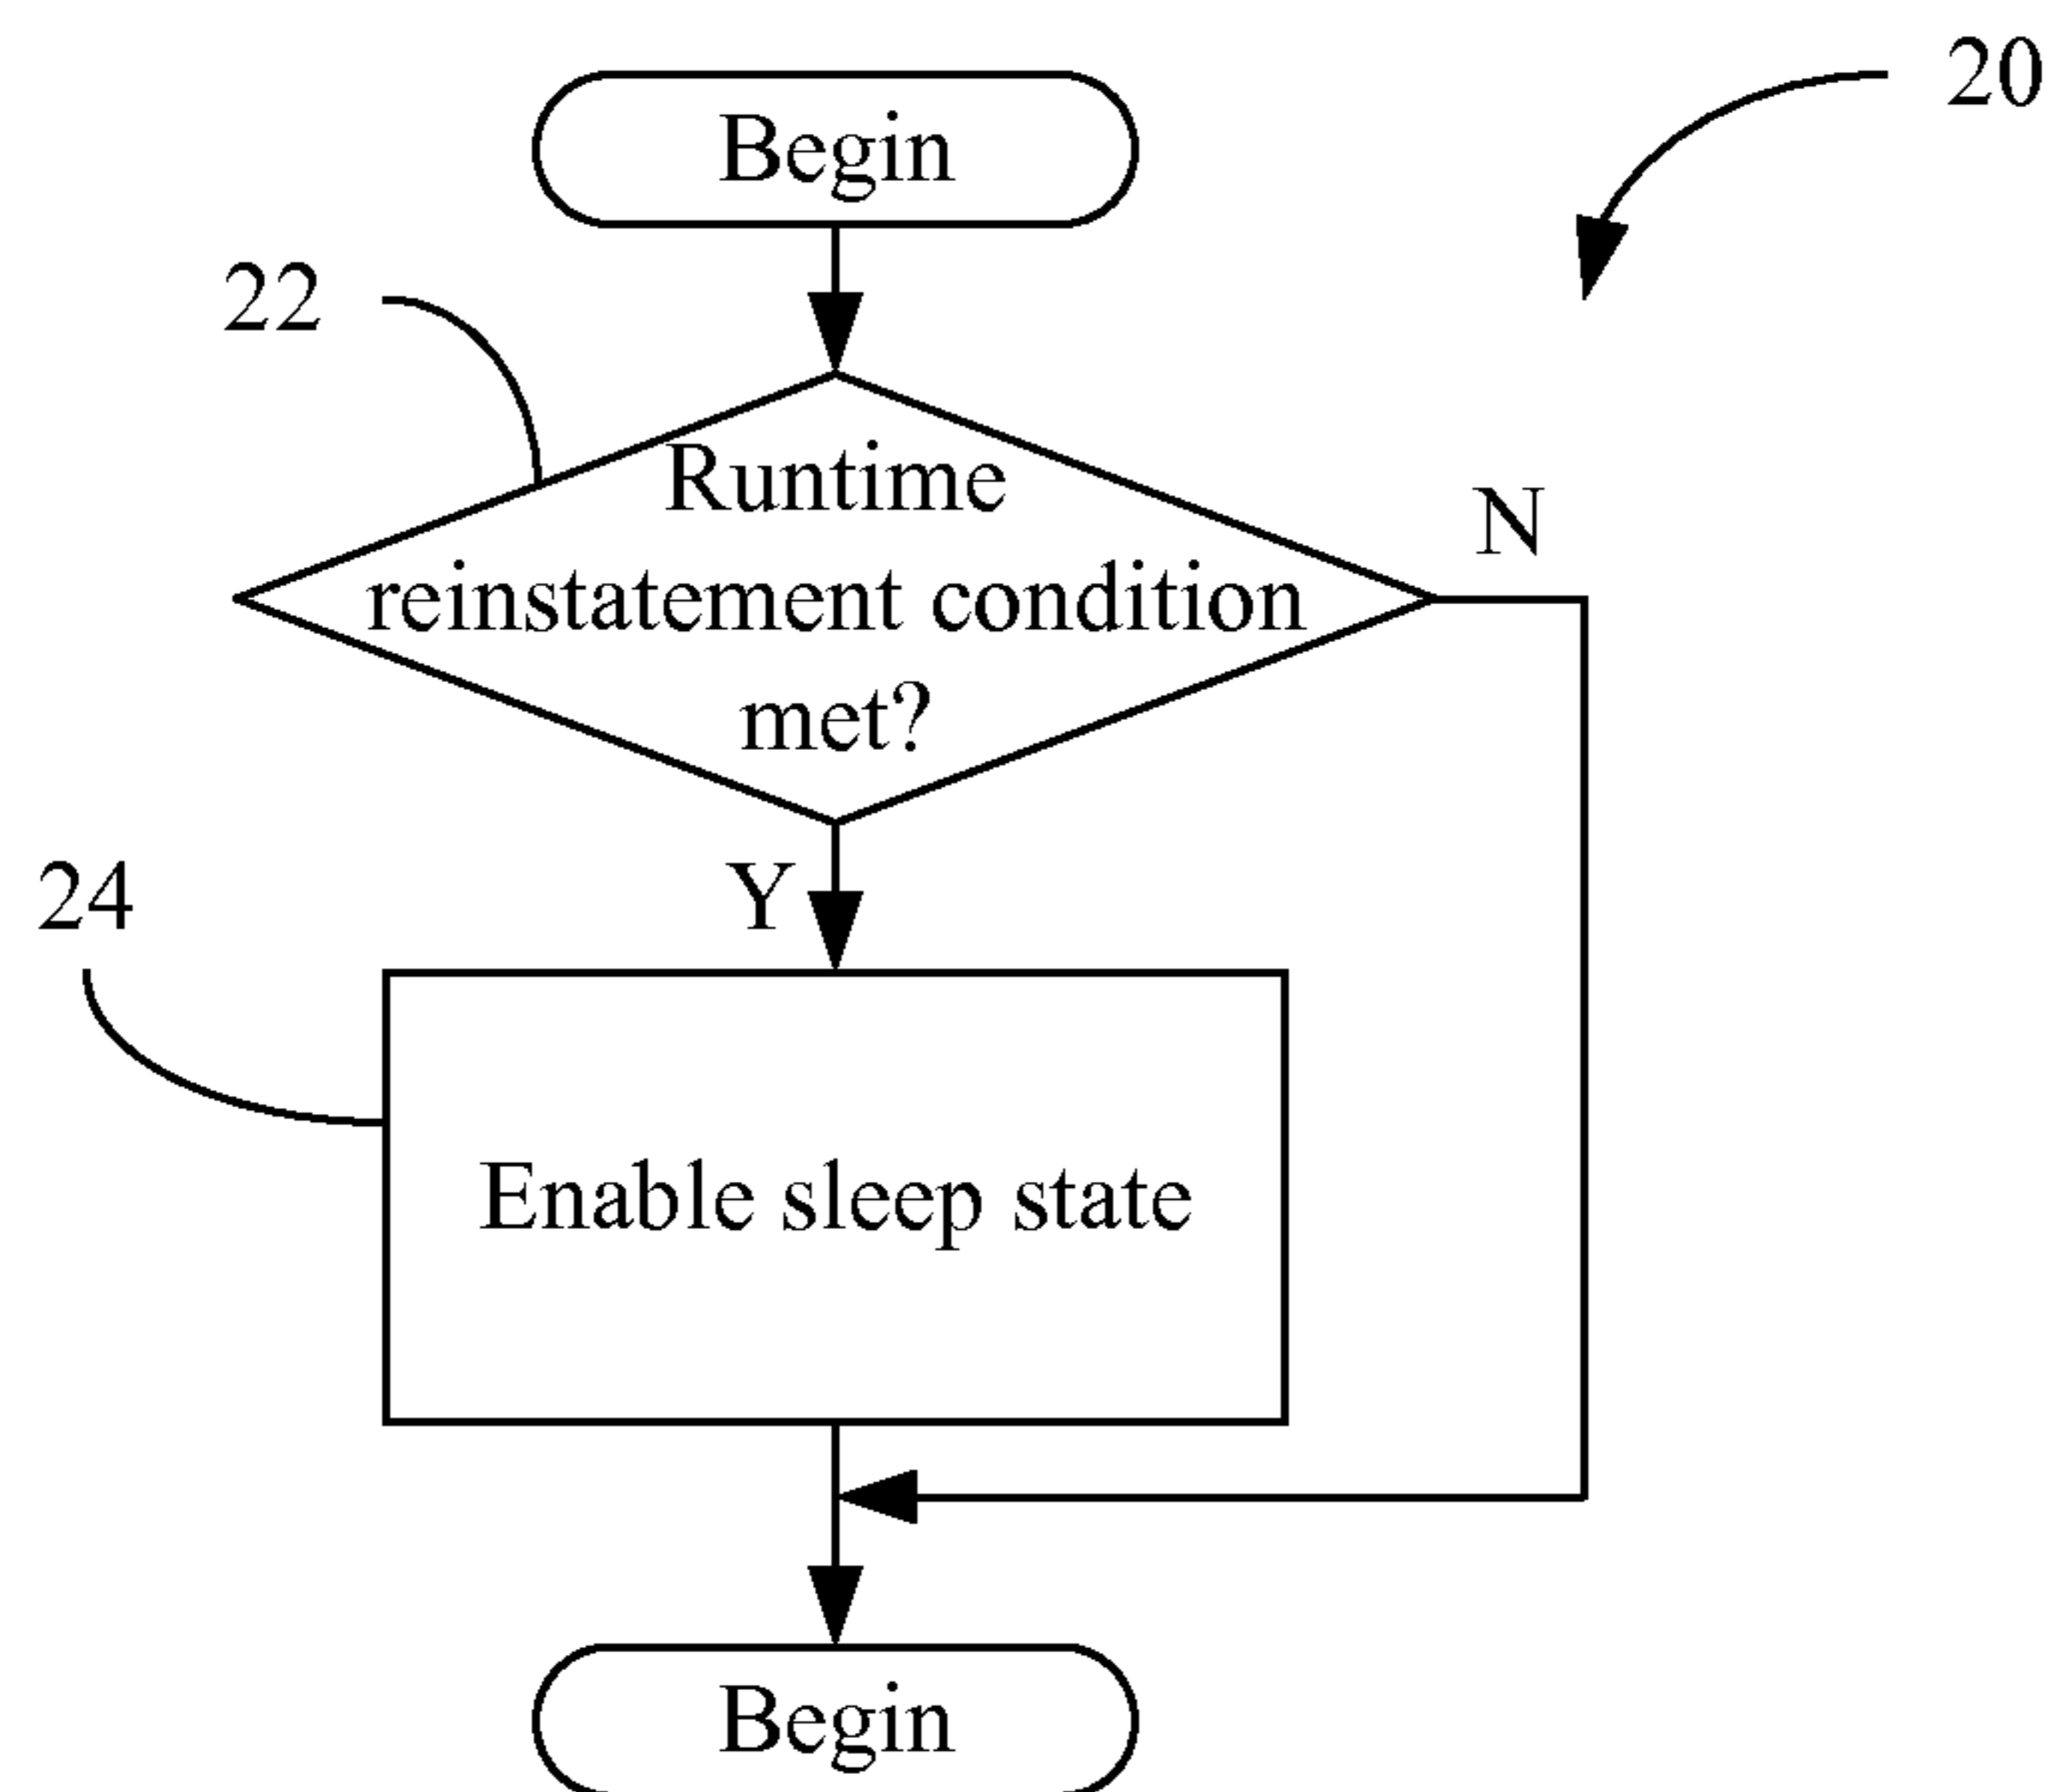 20
Begin
22
Runtime
reinstatement condition
met?
N
Y
24
Enable sleep state
Begin